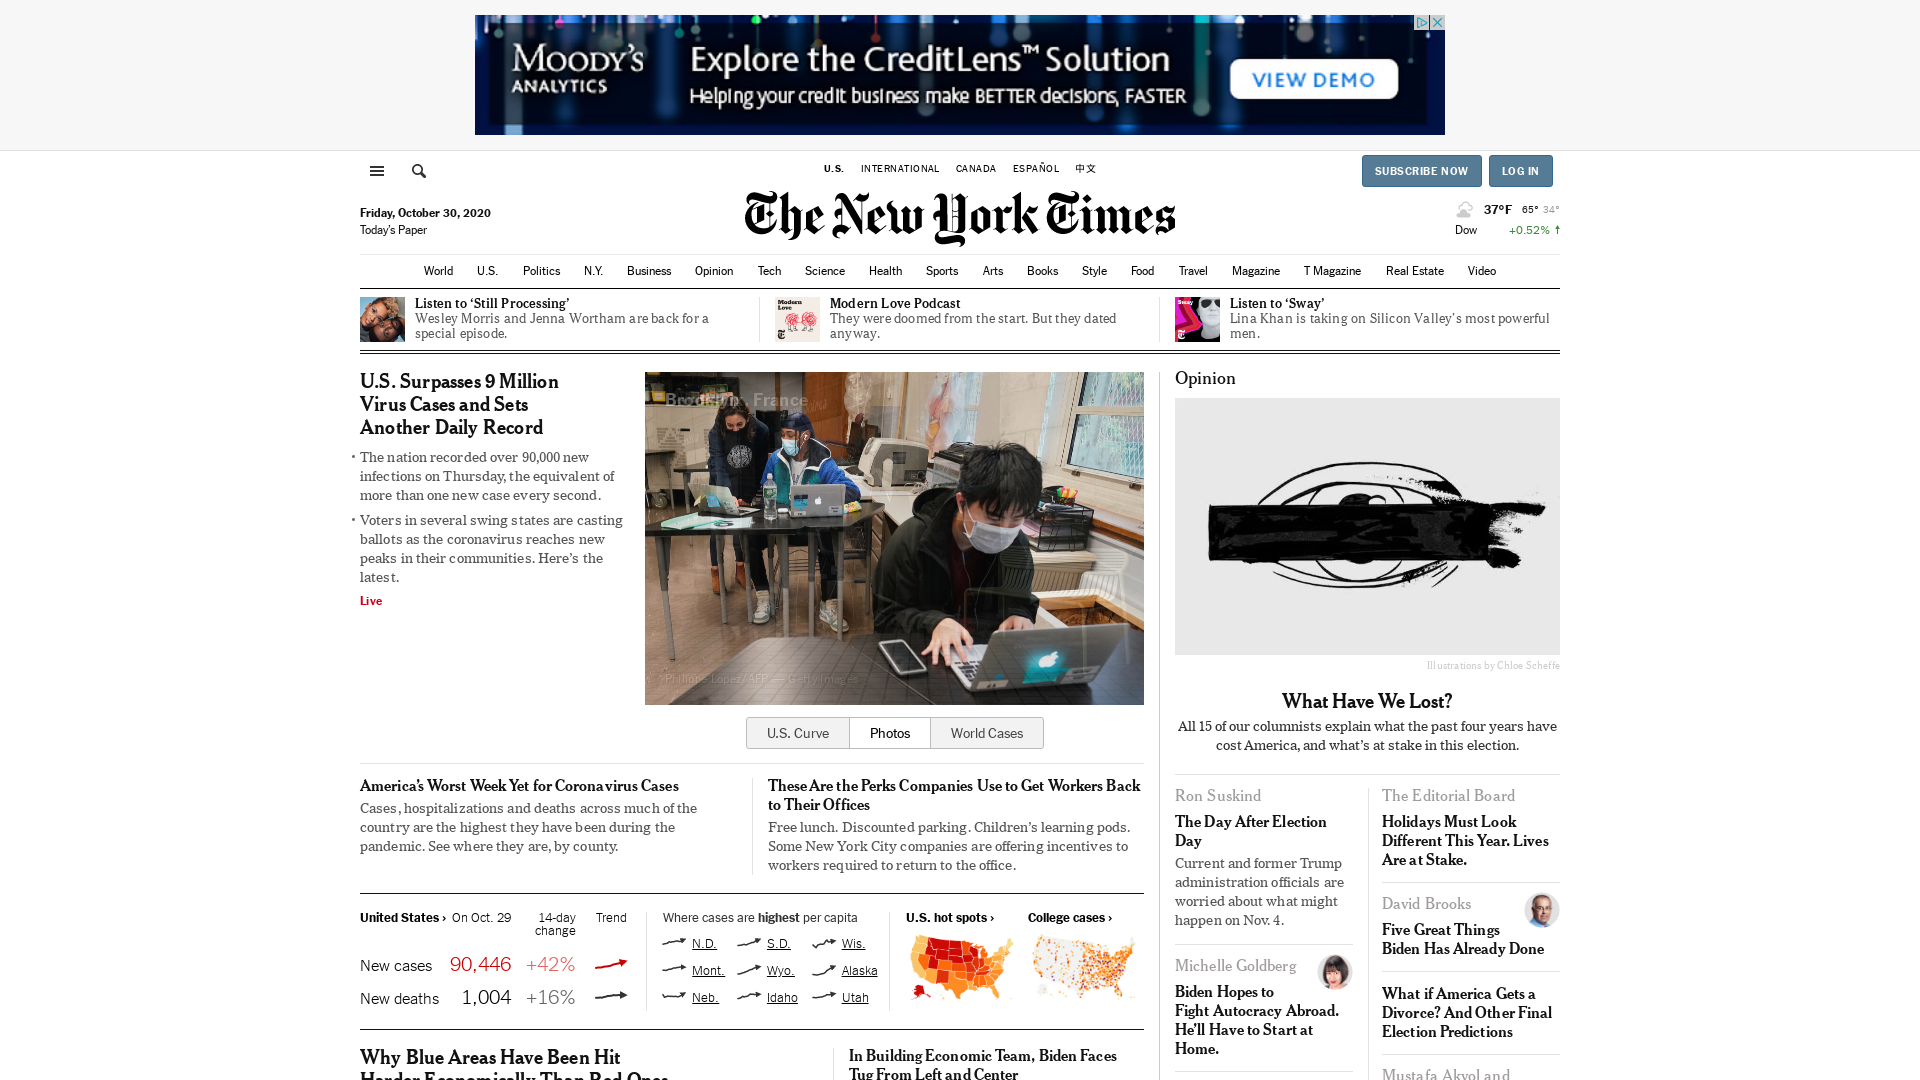 MOODY'S
ANALYTICS
Explore the CreditLens™ Solution
Helping your credit business make BETTER decisions, FASTER
VIEW DEMO
U.S. INTERNATIONAL CANADA ESPAÑOL 中文
SUBSCRIBE NOW LOG IN
The New York Times
Friday, October 30, 2020
Today's Paper
37°F 65° 34°
Dow +0.52% ↑
World U.S. Politics N.Y. Business Opinion Tech Science Health Sports Arts Books Style Food Travel Magazine T Magazine Real Estate Video
Listen to ‘Still Processing’
Wesley Morris and Jenna Wortham are back for a
special episode.
Modern
Love
Modern Love Podcast
They were doomed from the start. But they dated
anyway.
Sway
Listen to ‘Sway’
Lina Khan is taking on Silicon Valley’s most powerful
men.
U.S. Surpasses 9 Million
Virus Cases and Sets
Another Daily Record
• The nation recorded over 90,000 new
infections on Thursday, the equivalent of
more than one new case every second.
• Voters in several swing states are casting
ballots as the coronavirus reaches new
peaks in their communities. Here’s the
latest.
Live
Philippe Lopez/AFP — Getty Images
U.S. Curve Photos World Cases
America’s Worst Week Yet for Coronavirus Cases
Cases, hospitalizations and deaths across much of the
country are the highest they have been during the
pandemic. See where they are, by county.
These Are the Perks Companies Use to Get Workers Back
to Their Offices
Free lunch. Discounted parking. Children’s learning pods.
Some New York City companies are offering incentives to
workers required to return to the office.
United States › On Oct. 29 14-day
change Trend
New cases 90,446 +42%
New deaths 1,004 +16%
Where cases are highest per capita
N.D. S.D. Wis.
Mont. Wyo. Alaska
Neb. Idaho Utah
U.S. hot spots › College cases ›
Why Blue Areas Have Been Hit
Harder Economically Than Red Ones
In Building Economic Team, Biden Faces
Tug From Left and Center
Opinion
Illustrations by Chloe Scheffe
What Have We Lost?
All 15 of our columnists explain what the past four years have
cost America, and what’s at stake in this election.
Ron Suskind
The Day After Election
Day
Current and former Trump
administration officials are
worried about what might
happen on Nov. 4.
Michelle Goldberg
Biden Hopes to
Fight Autocracy Abroad.
He’ll Have to Start at
Home.
The Editorial Board
Holidays Must Look
Different This Year. Lives
Are at Stake.
David Brooks
Five Great Things
Biden Has Already Done
What if America Gets a
Divorce? And Other Final
Election Predictions
Mustafa Akyol and